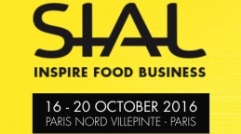 SIAL
INSPIRE FOOD BUSINESS
16 - 20 OCTOBER 2016
PARIS NORD VILLEPINTE - PARIS